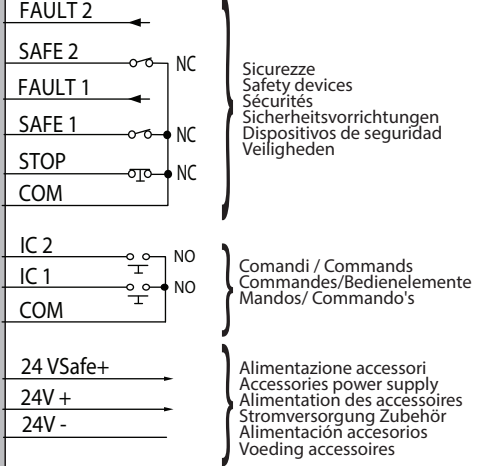 FAULT 2
SAFE 2
NC
FAULT 1
SAFE 1
NC
STOP
NC
COM
Sicurezze
Safety devices
Sécurités
Sicherheitsvorrichtungen
Dispositivos de seguridad
Veiligheden
IC 2
NO
IC 1
NO
COM
Comandi / Commands
Commandes/Bedienelemente
Mandos/ Commando's
24 VSafe+
24V +
24V -
Alimentazione accessori
Accessories power supply
Alimentation des accessoires
Stromversorgung Zubehör
Alimentación accesorios
Voeding accessoires